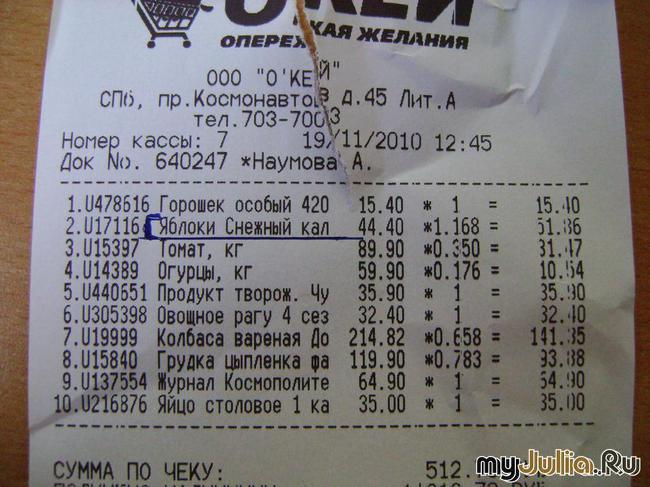 О'КЕЙ
ОПЕРЕЖ КАЯ ЖЕЛАНИЯ
ООО "О'КЕЙ"
СПб, пр.Космонавтов д.45 Лит.А
тел.703-7003
Номер кассы: 7 19/11/2010 12:45
Док No. 640247 *Наумова А.
1.U478616 Горошек особый 420 15.40 * 1 = 15.40
2.U17116 Яблоки Снежный кал 44.40 *1.168 = 51.86
3.U15397 Томат, кг 89.90 *0.350 = 31.47
4.U14389 Огурцы, кг 59.90 *0.176 = 10.54
5.U440651 Продукт творож. Чу 35.90 * 1 = 35.90
6.U305398 Овощное рагу 4 сез 32.40 * 1 = 32.40
7.U19999 Колбаса вареная До 214.82 *0.658 = 141.35
8.U15840 Грудка цыпленка фа 119.90 *0.783 = 93.88
9.U137554 Журнал Космополите 64.90 * 1 = 64.90
10.U216876 Яйцо столовое 1 ка 35.00 * 1 = 35.00
СУММА ПО ЧЕКУ: 512.
myJulia.Ru